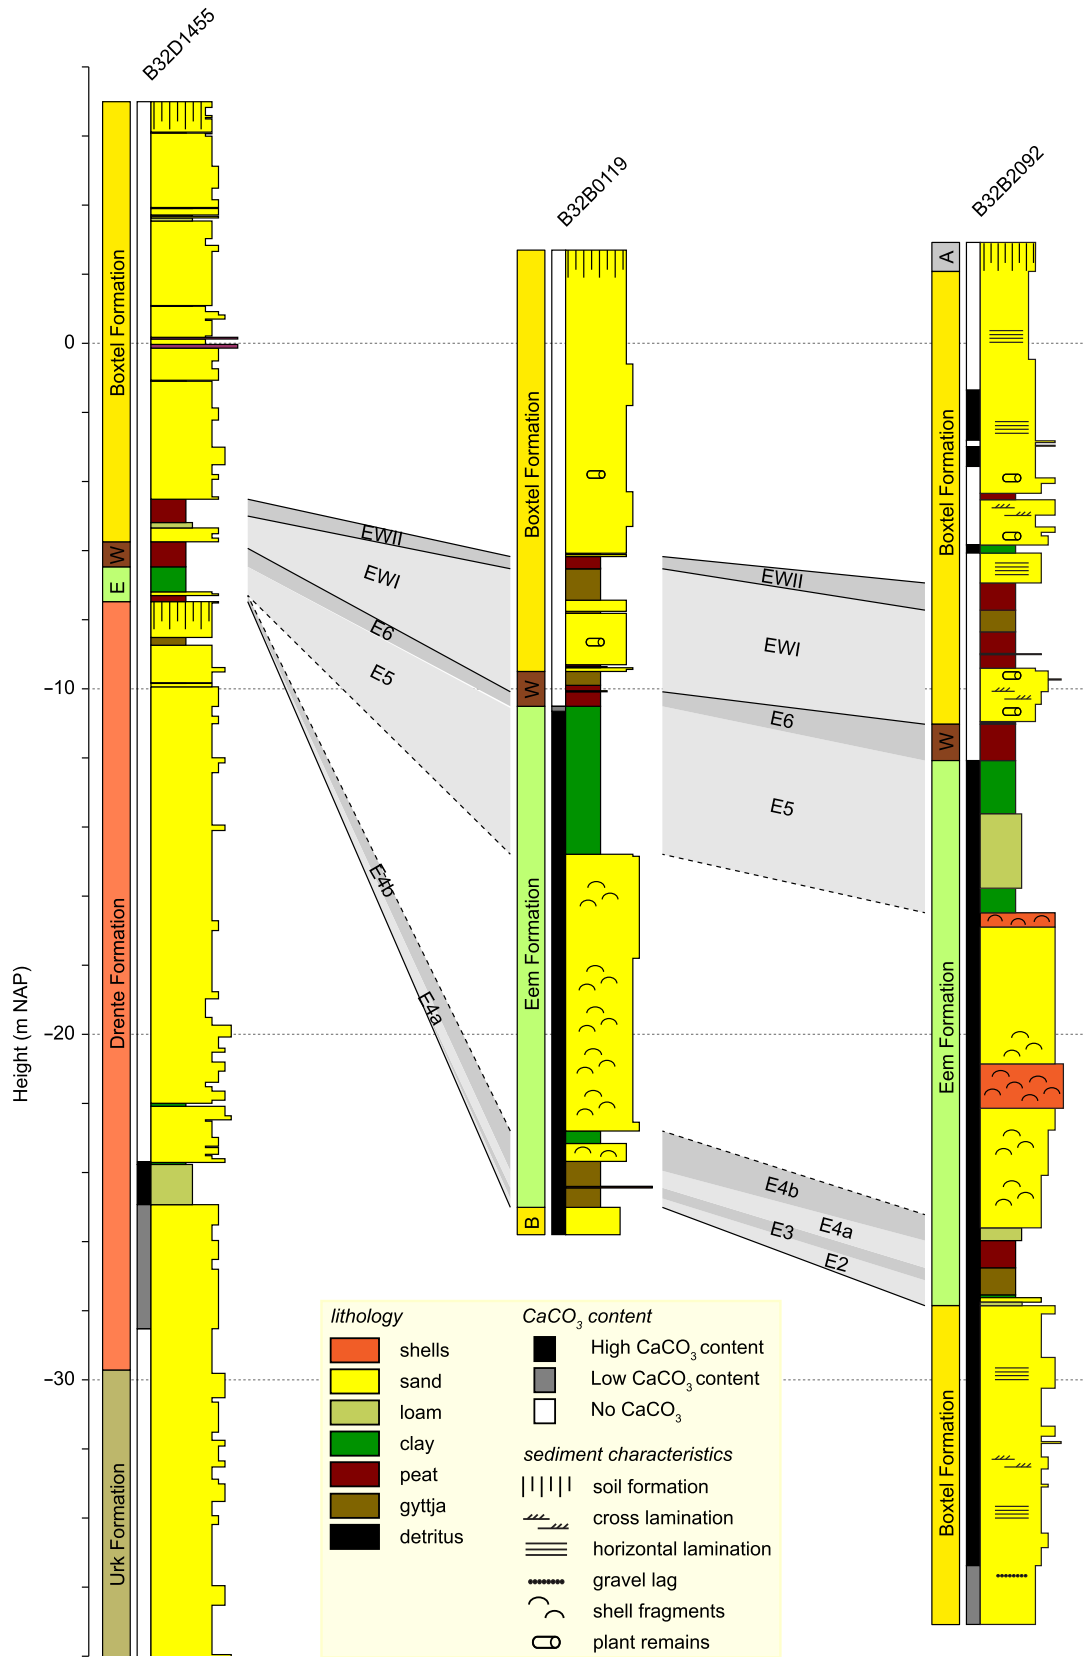 B32D1455
B32B0119
B32B2092
Height (m NAP)
0
−10
−20
−30
Boxtel Formation
W
E
Drente Formation
Urk Formation
EWII
EWI
E6
E5
E4b
E4a
Boxtel Formation
W
Eem Formation
B
EWII
EWI
E6
E5
E4b
E4a
E3
E2
A
Boxtel Formation
W
Eem Formation
Boxtel Formation
lithology
shells
sand
loam
clay
peat
gyttja
detritus
CaCO3 content
High CaCO3 content
Low CaCO3 content
No CaCO3
sediment characteristics
soil formation
cross lamination
horizontal lamination
gravel lag
shell fragments
plant remains